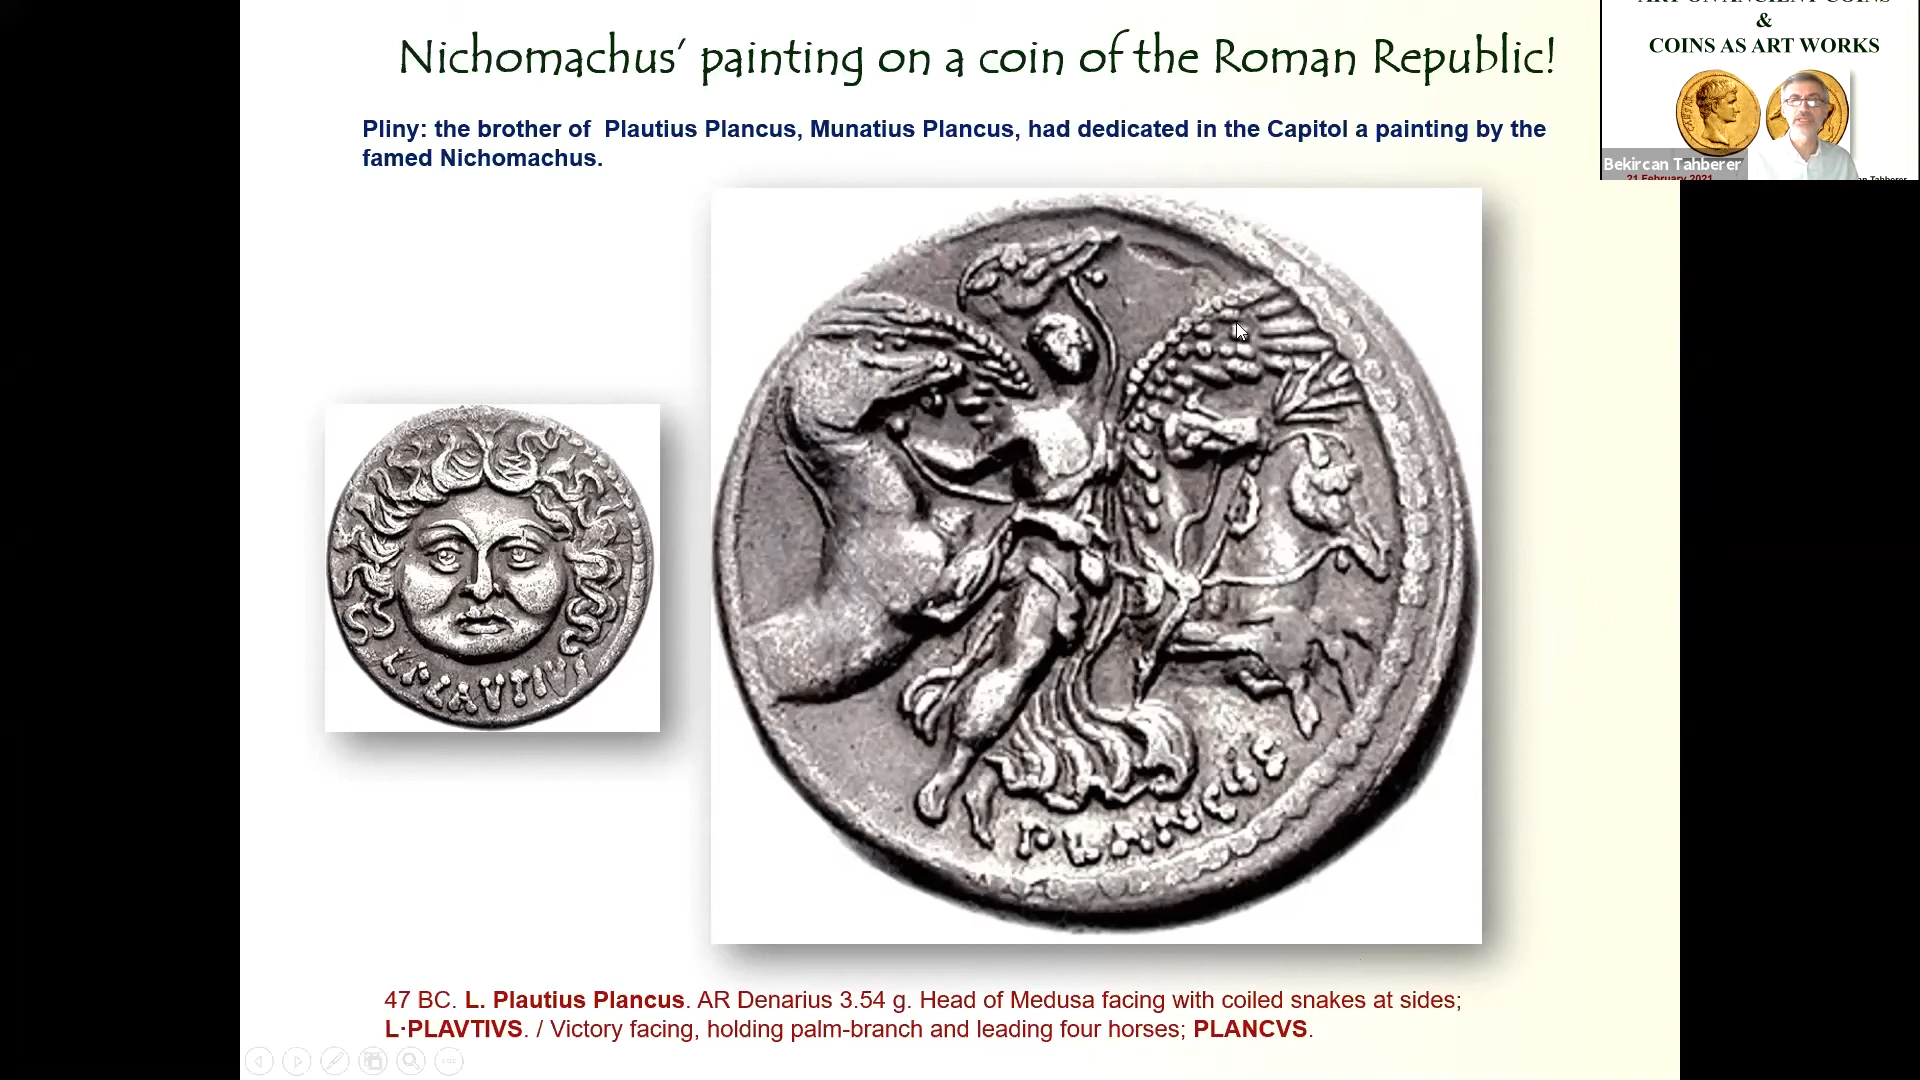 Nichomachus' painting on a coin of the Roman Republic!
Pliny: the brother of Plautius Plancus, Munatius Plancus, had dedicated in the Capitol a painting by the
famed Nichomachus.
&
COINS AS ART WORKS
Bekircan Tahberer
21 February 2021
L·PLAVTIVS
PLANCVS
47 BC. L. Plautius Plancus. AR Denarius 3.54 g. Head of Medusa facing with coiled snakes at sides;
L·PLAVTIVS. / Victory facing, holding palm-branch and leading four horses; PLANCVS.